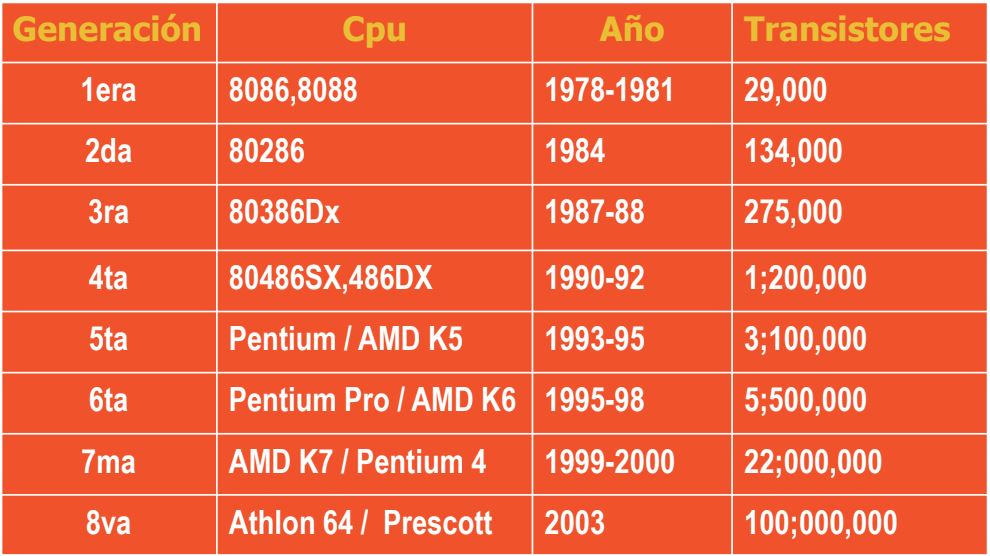 Generación Cpu Año Transistores
1era 8086,8088 1978-1981 29,000
2da 80286 1984 134,000
3ra 80386Dx 1987-88 275,000
4ta 80486SX,486DX 1990-92 1;200,000
5ta Pentium / AMD K5 1993-95 3;100,000
6ta Pentium Pro / AMD K6 1995-98 5;500,000
7ma AMD K7 / Pentium 4 1999-2000 22;000,000
8va Athlon 64 / Prescott 2003 100;000,000